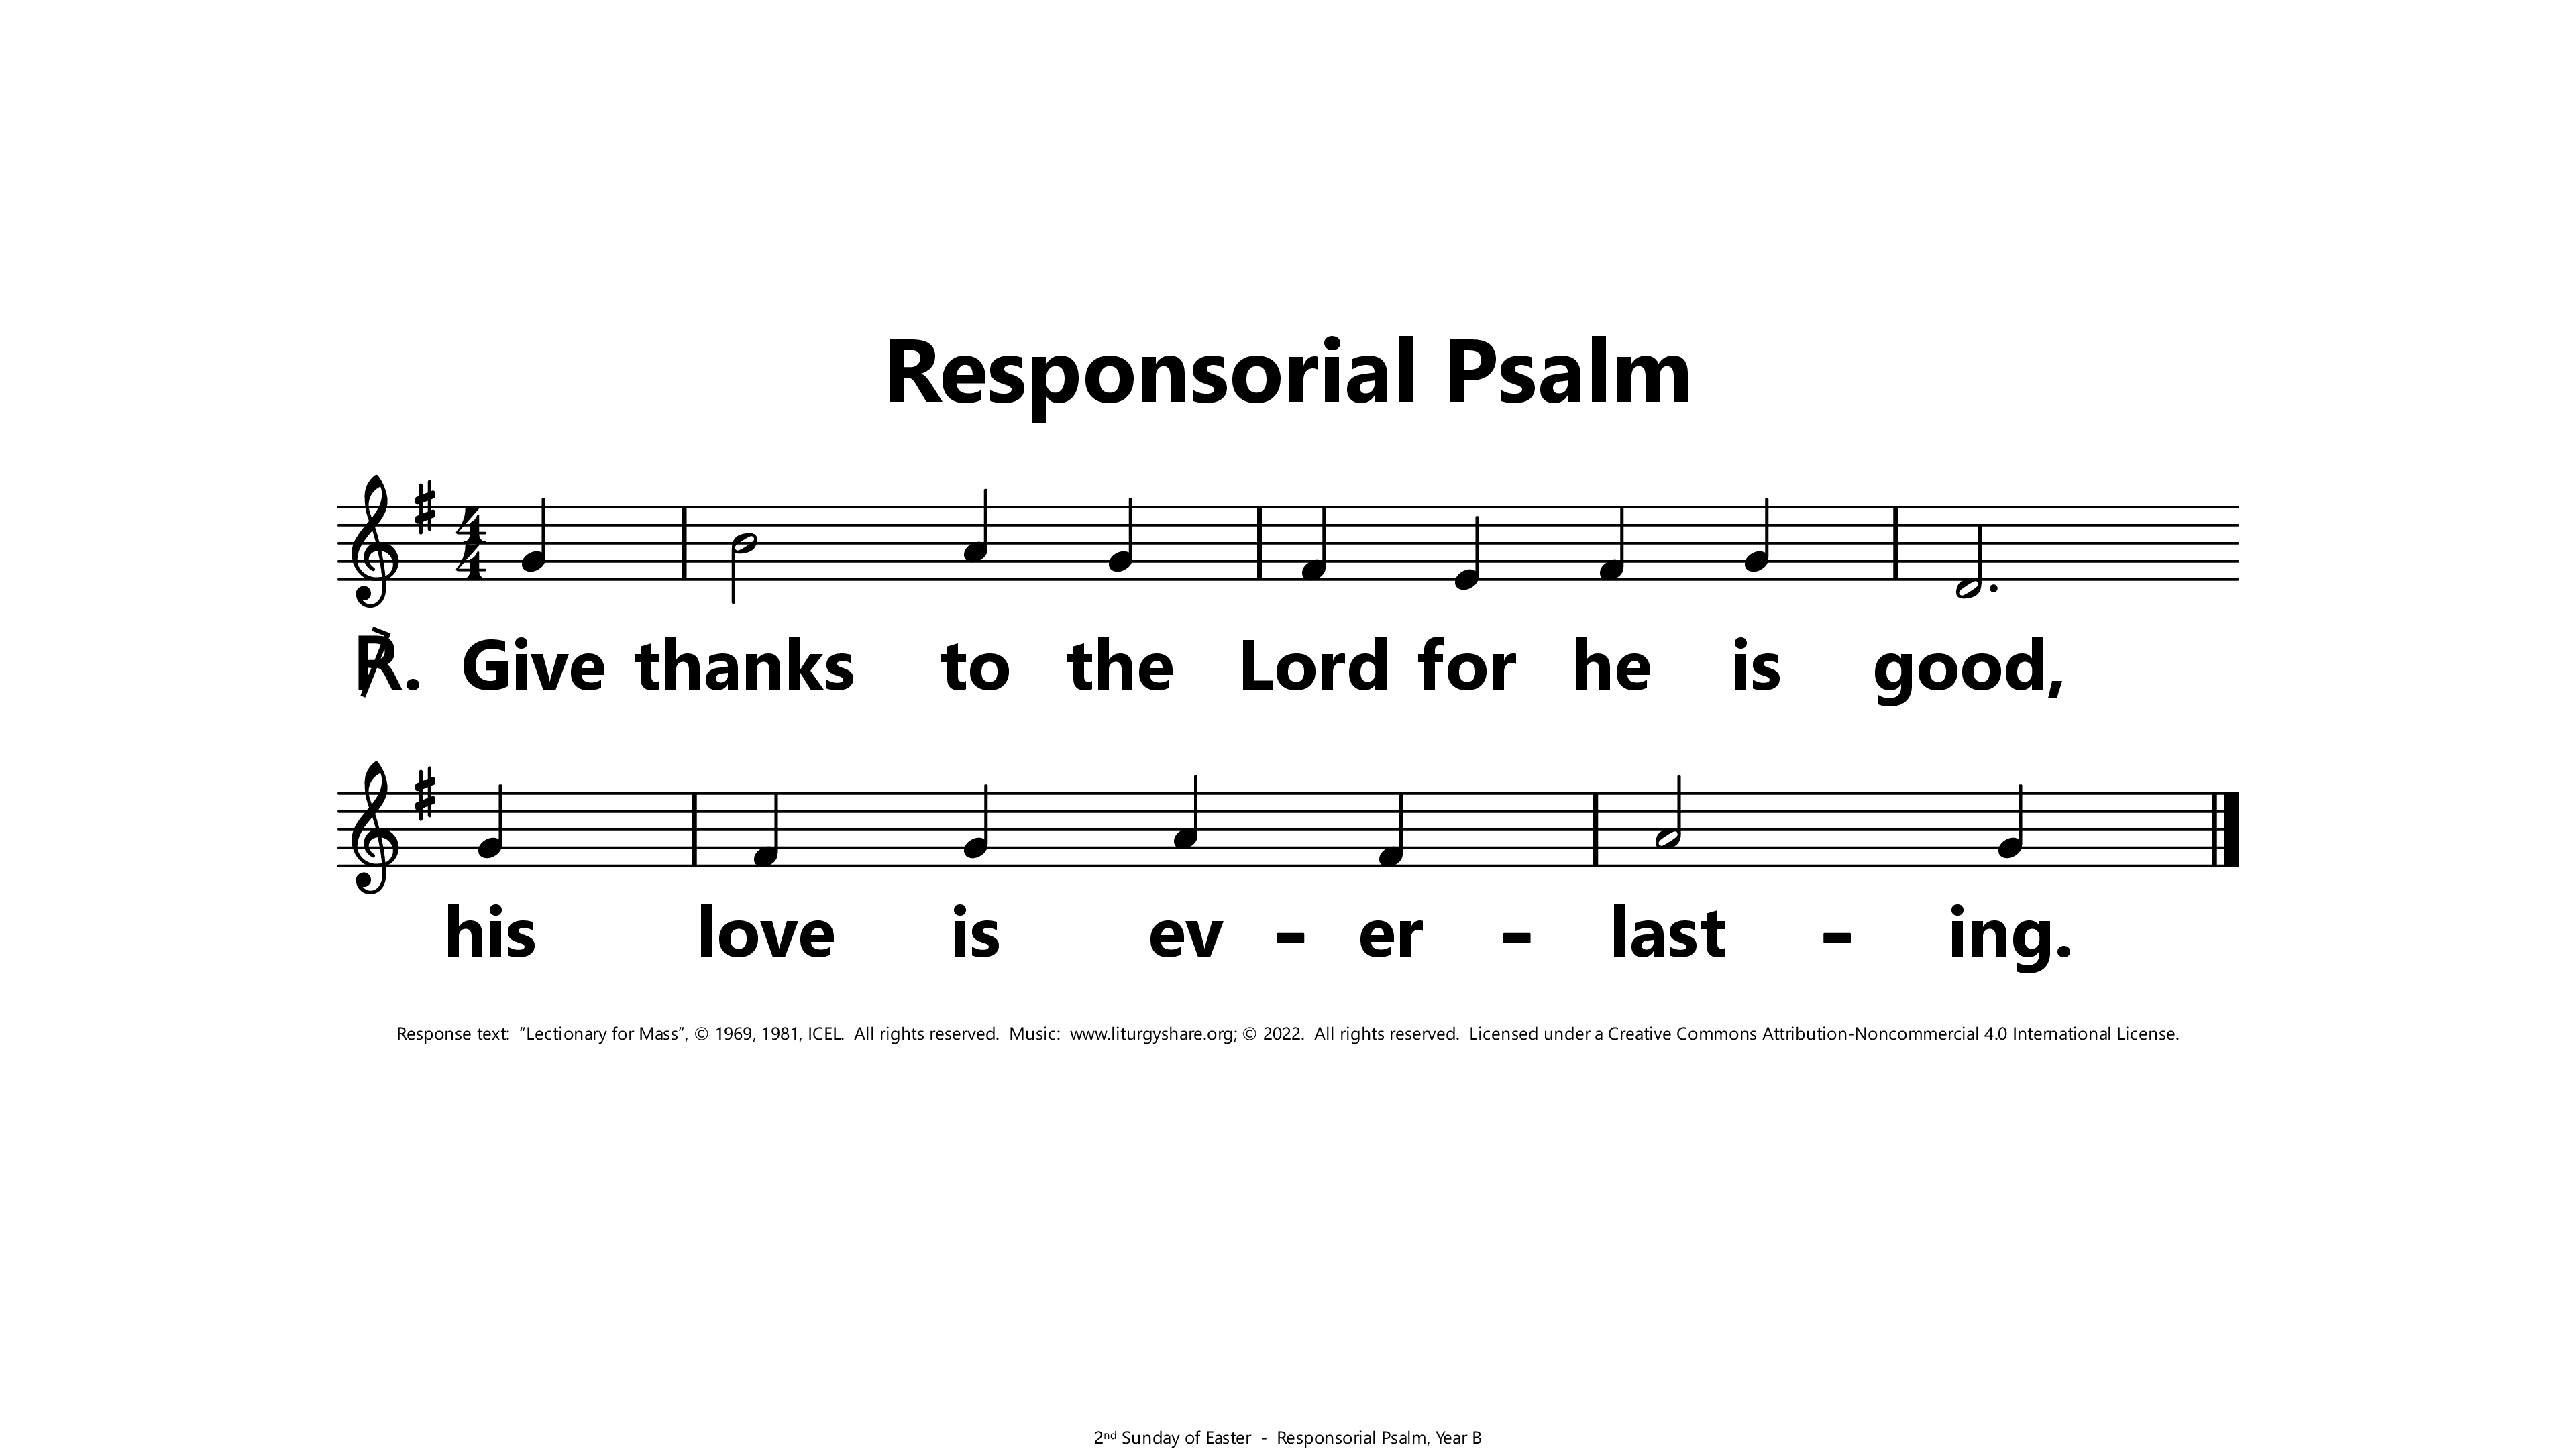 Responsorial Psalm
4
4
℟. Give thanks to the Lord for he is good,
his love is ev - er - last - ing.
Response text: “Lectionary for Mass”, © 1969, 1981, ICEL. All rights reserved. Music: www.liturgyshare.org; © 2022. All rights reserved. Licensed under a Creative Commons Attribution-Noncommercial 4.0 International License.
2nd Sunday of Easter - Responsorial Psalm, Year B